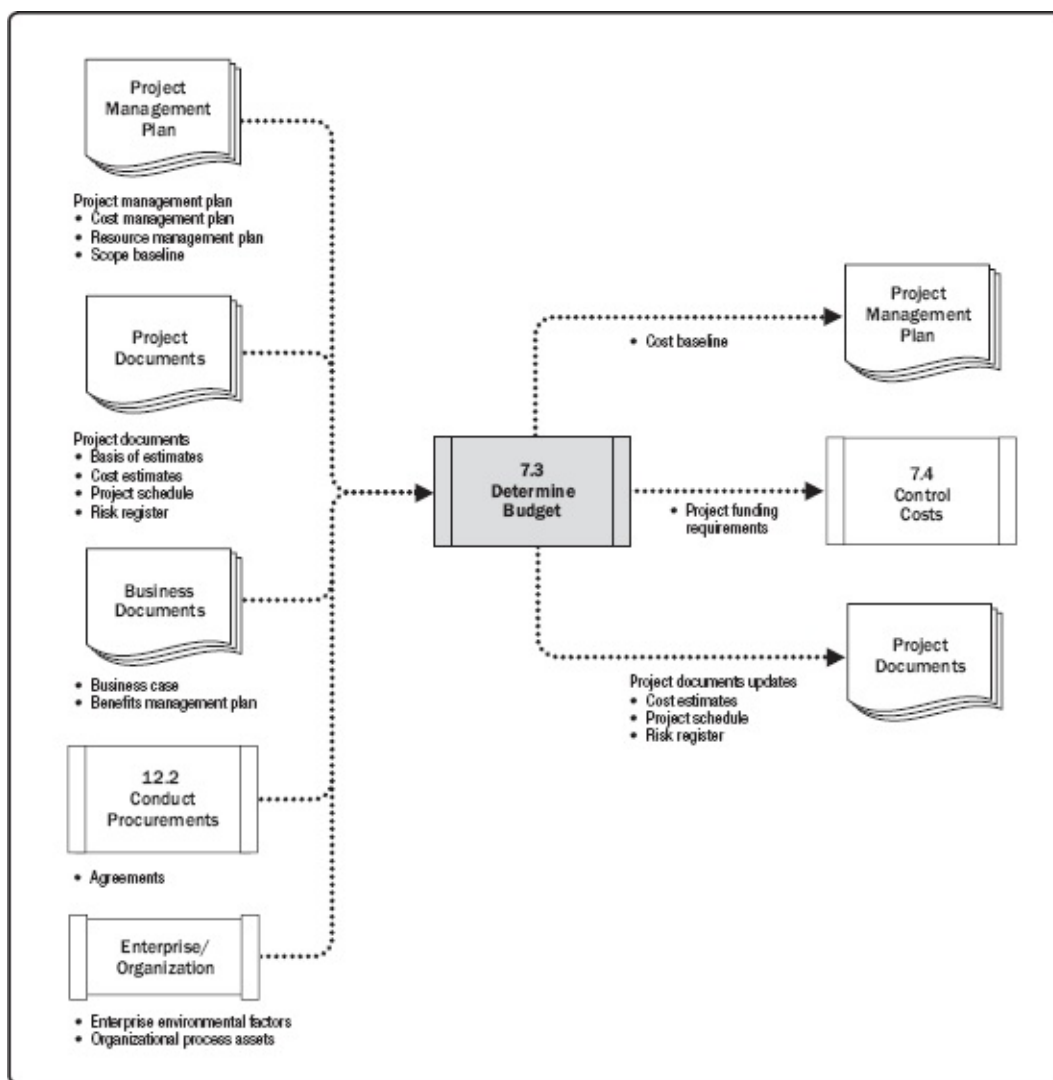 Project
Management
Plan
Project management plan
• Cost management plan
• Resource management plan
• Scope baseline
Project
Documents
Project documents
• Basis of estimates
• Cost estimates
• Project schedule
• Risk register
Business
Documents
• Business case
• Benefits management plan
12.2
Conduct
Procurements
• Agreements
Enterprise/
Organization
• Enterprise environmental factors
• Organizational process assets
7.3
Determine
Budget
• Cost baseline
Project
Management
Plan
• Project funding
requirements
7.4
Control
Costs
Project documents updates
• Cost estimates
• Project schedule
• Risk register
Project
Documents